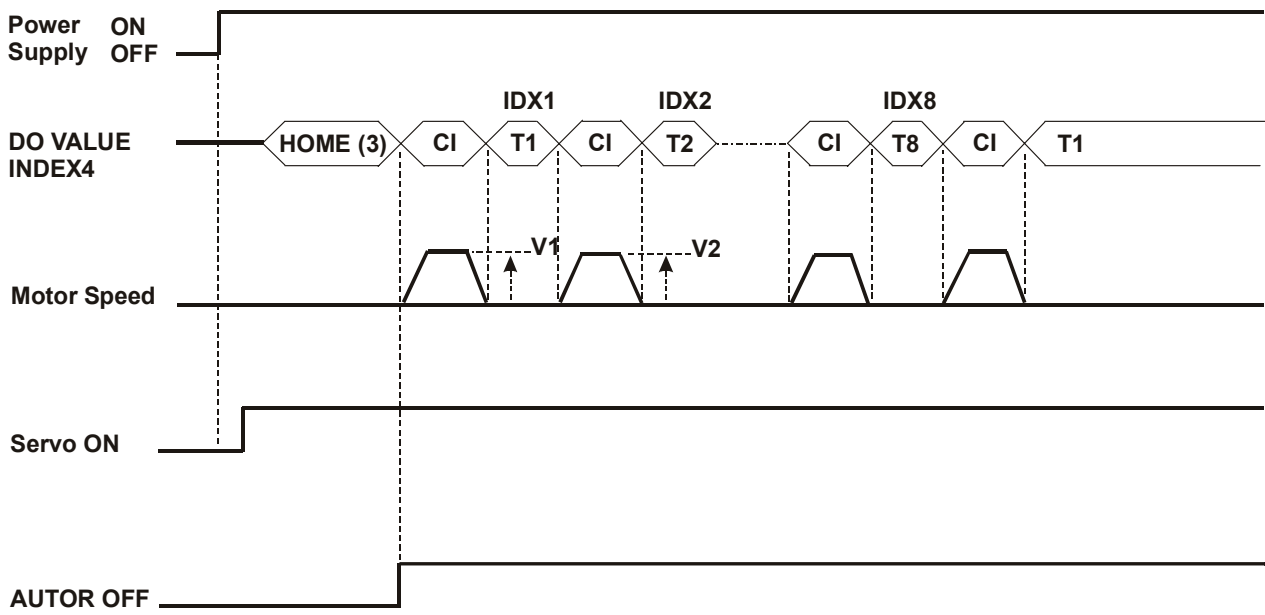 Power ON
Supply OFF
IDX1 IDX2 IDX8
DO VALUE
INDEX4
HOME (3) CI T1 CI T2 CI T8 CI T1
V1 V2
Motor Speed
Servo ON
AUTOR OFF